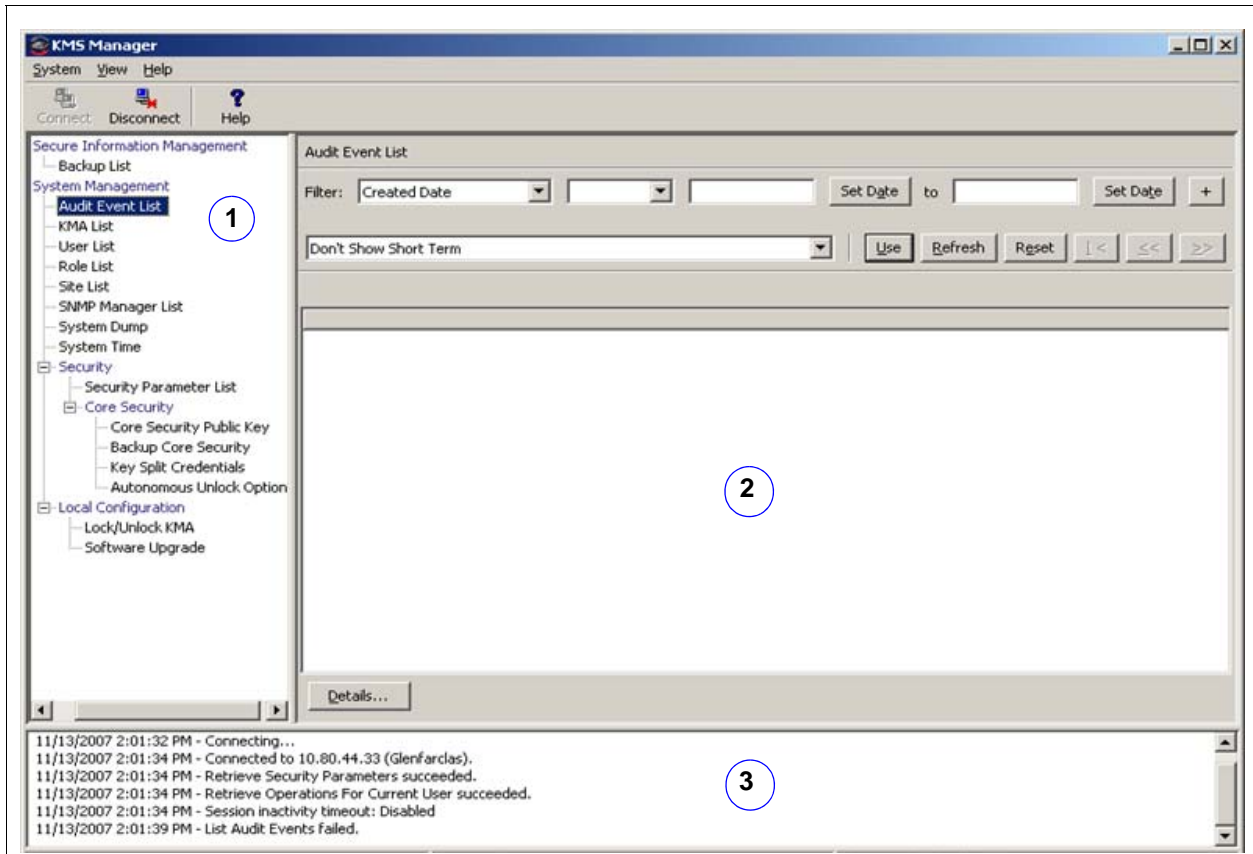 KMS Manager
System View Help
Connect Disconnect Help
Secure Information Management
Backup List
System Management
Audit Event List
KMA List
User List
Role List
Site List
SNMP Manager List
System Dump
System Time
Security
Security Parameter List
Core Security
Core Security Public Key
Backup Core Security
Key Split Credentials
Autonomous Unlock Option
Local Configuration
Lock/Unlock KMA
Software Upgrade
1
Audit Event List
Filter: Created Date Set Date to Set Date +
Don't Show Short Term Use Refresh Reset |< << >>
2
Details...
11/13/2007 2:01:32 PM - Connecting...
11/13/2007 2:01:34 PM - Connected to 10.80.44.33 (Glenfarclas).
11/13/2007 2:01:34 PM - Retrieve Security Parameters succeeded.
11/13/2007 2:01:34 PM - Retrieve Operations For Current User succeeded.
11/13/2007 2:01:34 PM - Session inactivity timeout: Disabled
11/13/2007 2:01:39 PM - List Audit Events failed.
3